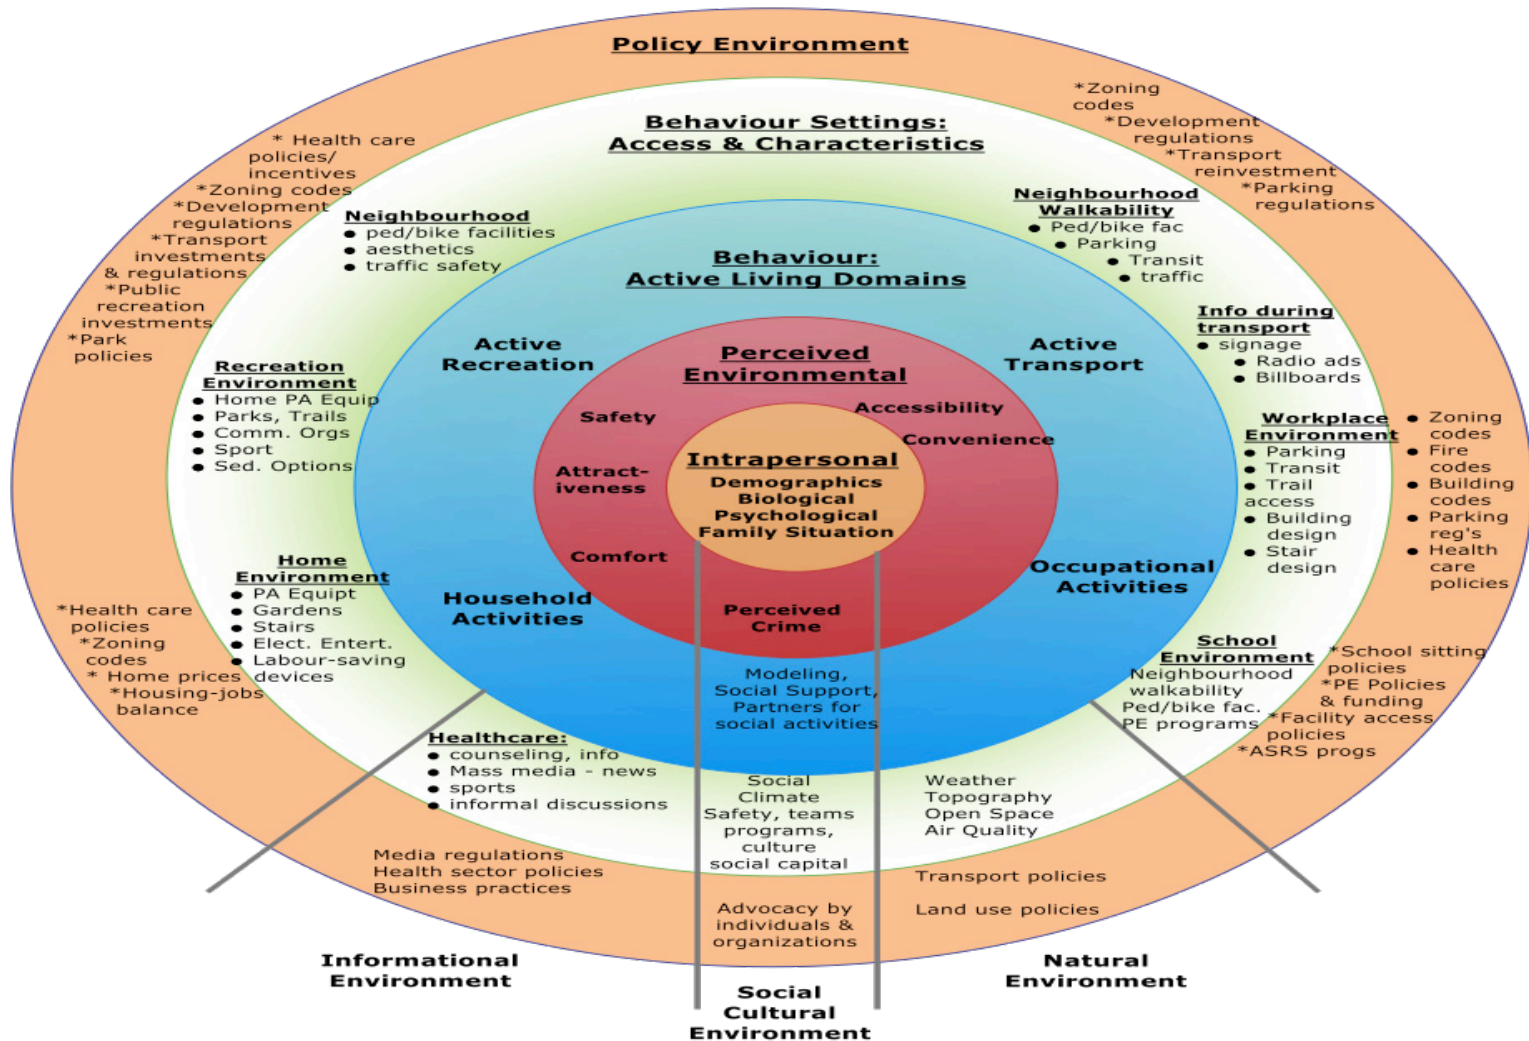 Policy Environment
* Health care
policies/
incentives
*Zoning codes
*Development
regulations
*Transport
investments
& regulations
*Public
recreation
investments
*Park
policies
*Zoning
codes
*Development
regulations
*Transport
reinvestment
*Parking
regulations
Behaviour Settings:
Access & Characteristics
Neighbourhood
● ped/bike facilities
● aesthetics
● traffic safety
Neighbourhood
Walkability
● Ped/bike fac
● Parking
● Transit
● traffic
Behaviour:
Active Living Domains
Info during
transport
● signage
● Radio ads
● Billboards
Active
Recreation
Active
Transport
Perceived
Environmental
Recreation
Environment
● Home PA Equip
● Parks, Trails
● Comm. Orgs
● Sport
● Sed. Options
Safety
Accessibility
Convenience
Attract-
iveness
Comfort
Perceived
Crime
Intrapersonal
Demographics
Biological
Psychological
Family Situation
Workplace
Environment
● Parking
● Transit
● Trail
access
● Building
design
● Stair
design
● Zoning
codes
● Fire
codes
● Building
codes
● Parking
reg's
● Health
care
policies
Home
Environment
● PA Equipt
● Gardens
● Stairs
● Elect. Entert.
● Labour-saving
devices
Household
Activities
Occupational
Activities
*Health care
policies
*Zoning
codes
* Home prices
*Housing-jobs
balance
School
Environment
Neighbourhood
walkability
Ped/bike fac.
PE programs
*School sitting
policies
*PE Policies
& funding
*Facility access
policies
*ASRS progs
Modeling,
Social Support,
Partners for
social activities
Healthcare:
● counseling, info
● Mass media - news
● sports
● informal discussions
Social
Climate
Safety, teams
programs,
culture
social capital
Weather
Topography
Open Space
Air Quality
Media regulations
Health sector policies
Business practices
Advocacy by
individuals &
organizations
Transport policies
Land use policies
Informational
Environment
Social
Cultural
Environment
Natural
Environment